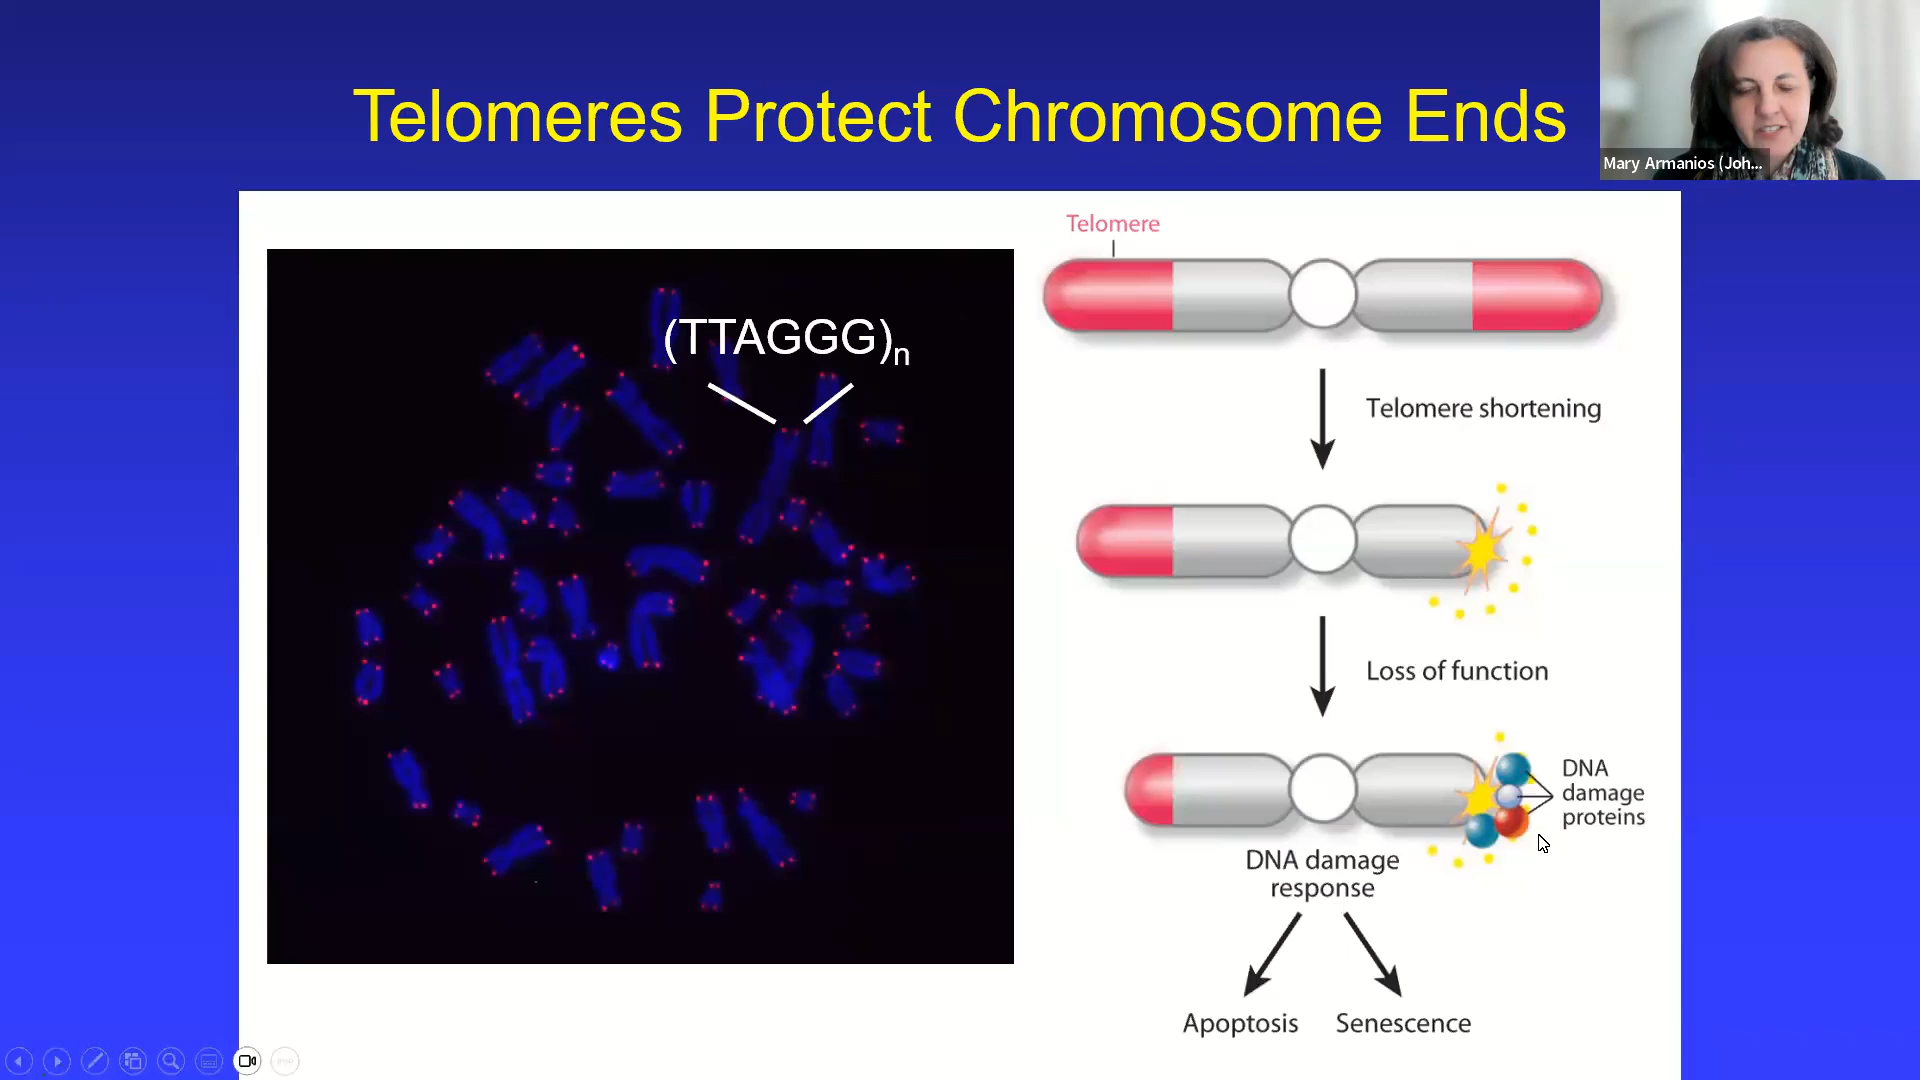 Telomeres Protect Chromosome Ends
Mary Armanios (Joh...
(TTAGGG)n
Telomere
Telomere shortening
Loss of function
DNA
damage
proteins
DNA damage
response
Apoptosis
Senescence